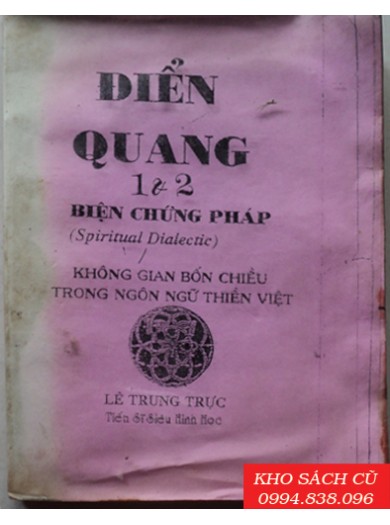 ĐIỂN
QUANG
1 & 2
BIỆN CHỨNG PHÁP
(Spiritual Dialectic)
KHÔNG GIAN BỐN CHIỀU
TRONG NGÔN NGỮ THIỀN VIỆT
LÊ TRUNG TRỰC
Tiến Sĩ Siêu Hình Học
KHO SÁCH CŨ
0994.838.096